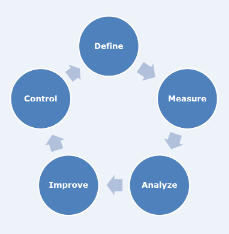 Define
Measure
Analyze
Improve
Control